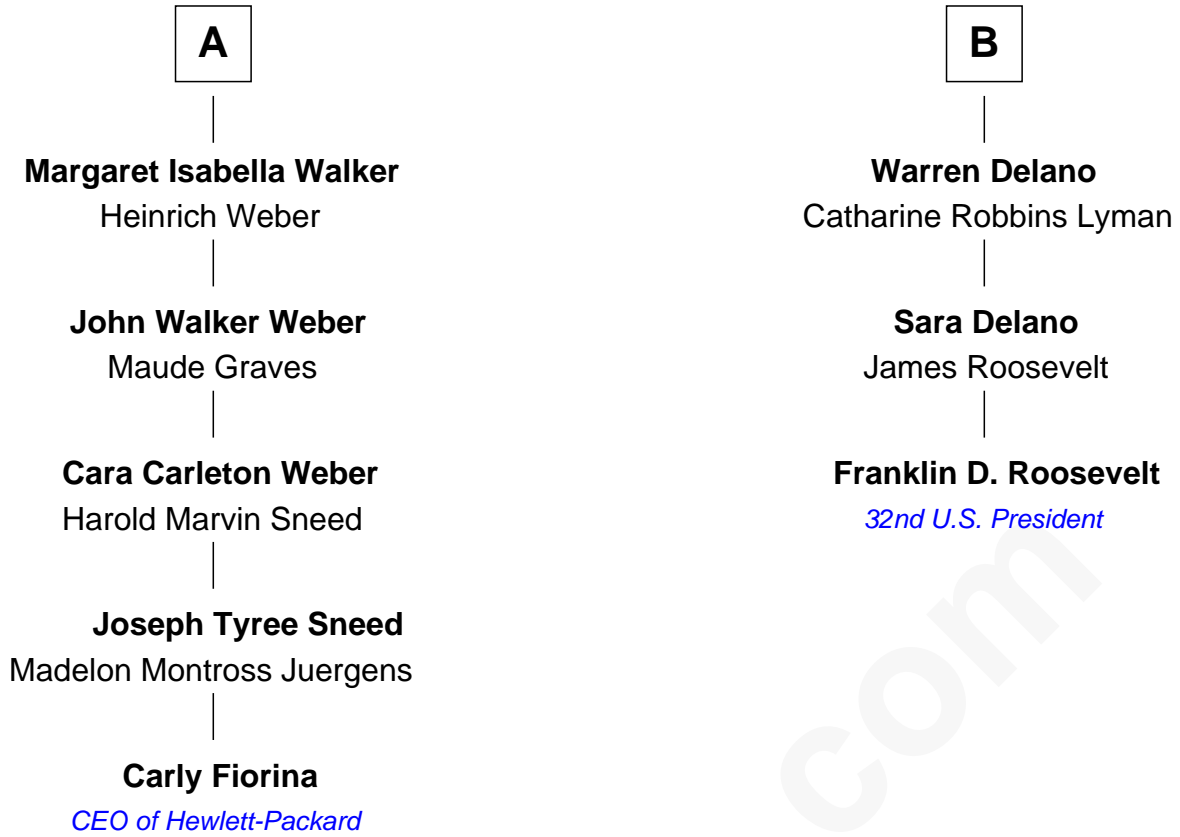 A
Margaret Isabella Walker
Heinrich Weber
John Walker Weber
Maude Graves
Cara Carleton Weber
Harold Marvin Sneed
Joseph Tyree Sneed
Madelon Montross Juergens
Carly Fiorina
CEO of Hewlett-Packard
B
Warren Delano
Catharine Robbins Lyman
Sara Delano
James Roosevelt
Franklin D. Roosevelt
32nd U.S. President
com